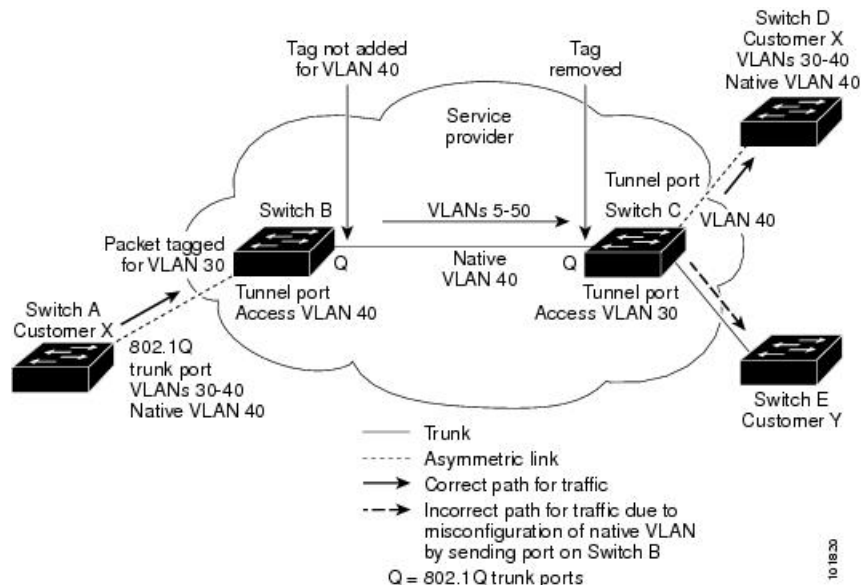 Tag not added
for VLAN 40
Tag
removed
Switch D
Customer X
VLANs 30-40
Native VLAN 40
Service
provider
Tunnel port
Switch B
VLANs 5-50
Switch C
VLAN 40
Packet tagged
for VLAN 30
Q
Native
VLAN 40
Q
Switch A
Customer X
Tunnel port
Access VLAN 40
Tunnel port
Access VLAN 30
802.1Q
trunk port
VLANs 30-40
Native VLAN 40
Switch E
Customer Y
Trunk
Asymmetric link
Correct path for traffic
Incorrect path for traffic due to
misconfiguration of native VLAN
by sending port on Switch B
Q = 802.1Q trunk ports
101820